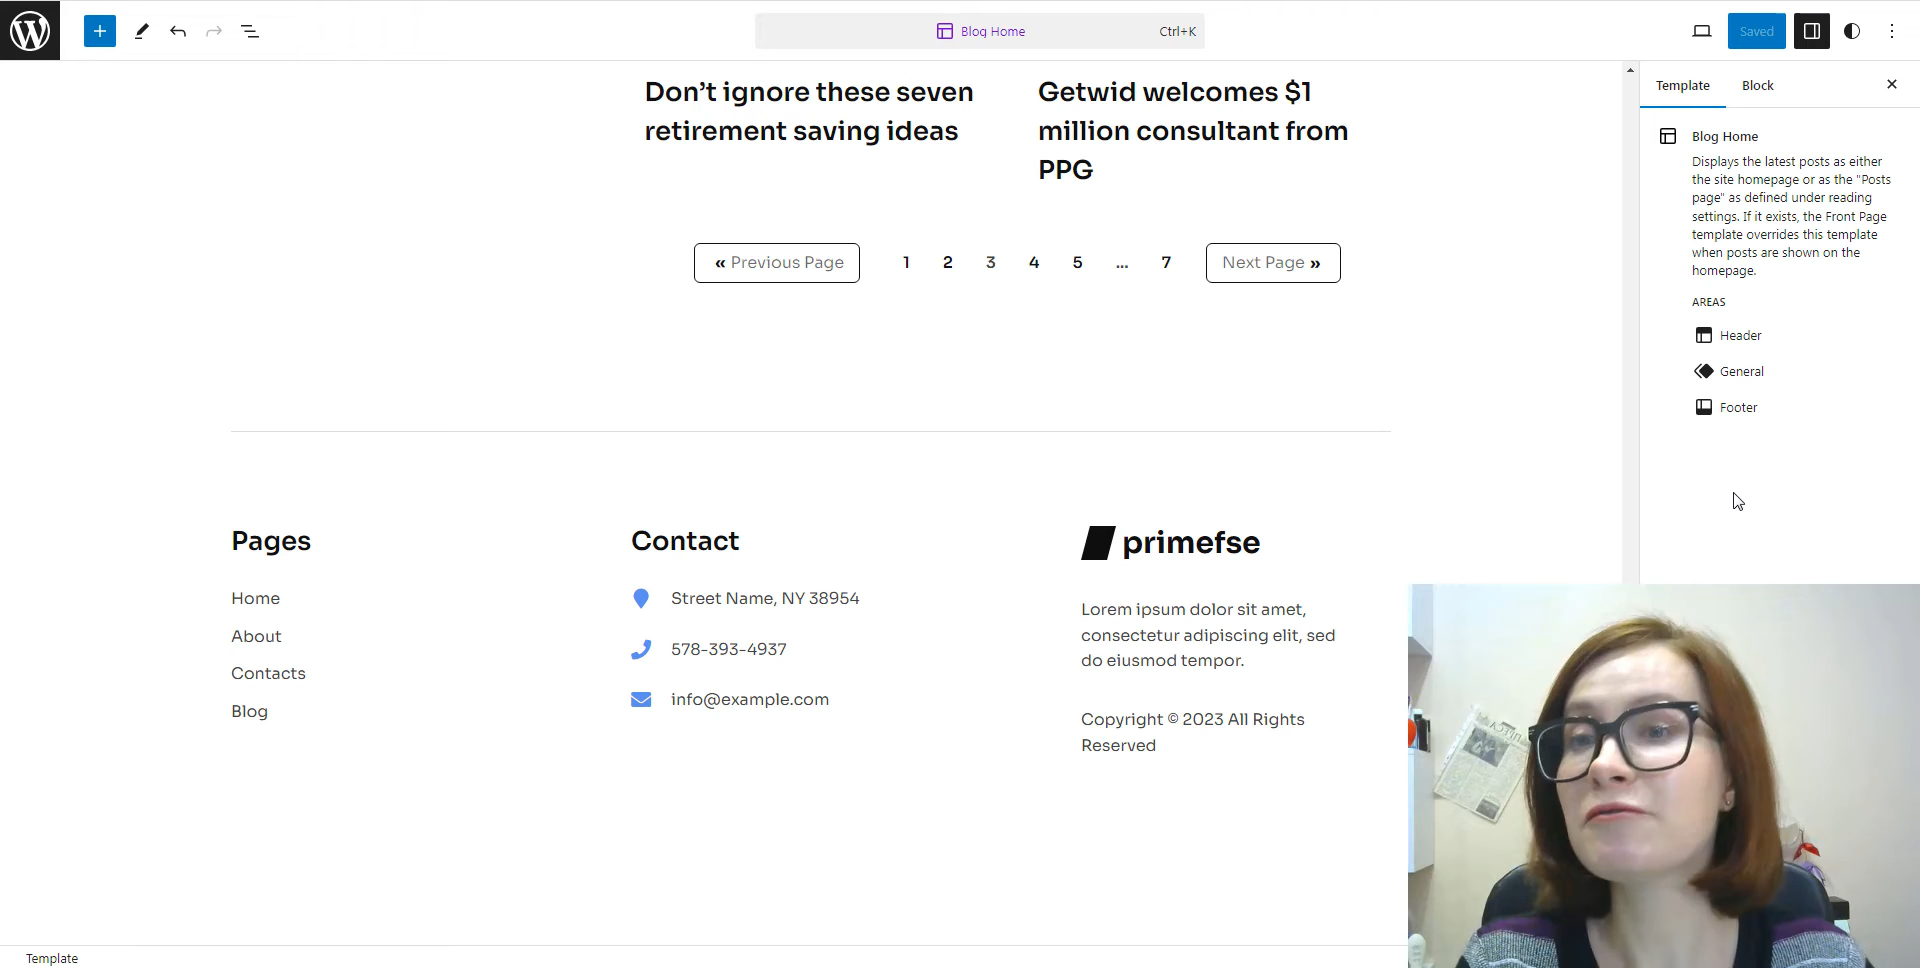 Blog Home
Ctrl+K
Saved
Don’t ignore these seven
retirement saving ideas
Getwid welcomes $1
million consultant from
PPG
« Previous Page
1 2 3 4 5 ... 7
Next Page »
Pages
Home
About
Contacts
Blog
Contact
Street Name, NY 38954
578-393-4937
info@example.com
primefse
Lorem ipsum dolor sit amet,
consectetur adipiscing elit, sed
do eiusmod tempor.
Copyright © 2023 All Rights
Reserved
Template
Block
Blog Home
Displays the latest posts as either
the site homepage or as the "Posts
page" as defined under reading
settings. If it exists, the Front Page
template overrides this template
when posts are shown on the
homepage.
AREAS
Header
General
Footer
Template